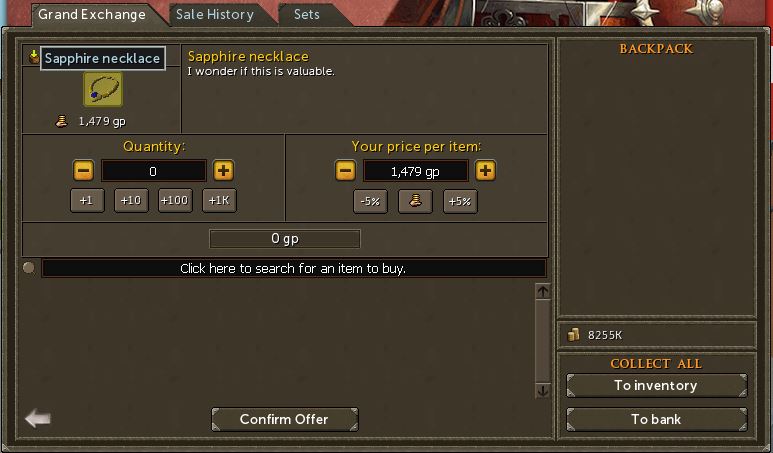 Grand Exchange
Sale History
Sets
Sapphire necklace
1,479 gp
Sapphire necklace
I wonder if this is valuable.
Quantity:
0
+1
+10
+100
+1K
Your price per item:
1,479 gp
-5%
+5%
0 gp
Click here to search for an item to buy.
Confirm Offer
BACKPACK
8255K
COLLECT ALL
To inventory
To bank